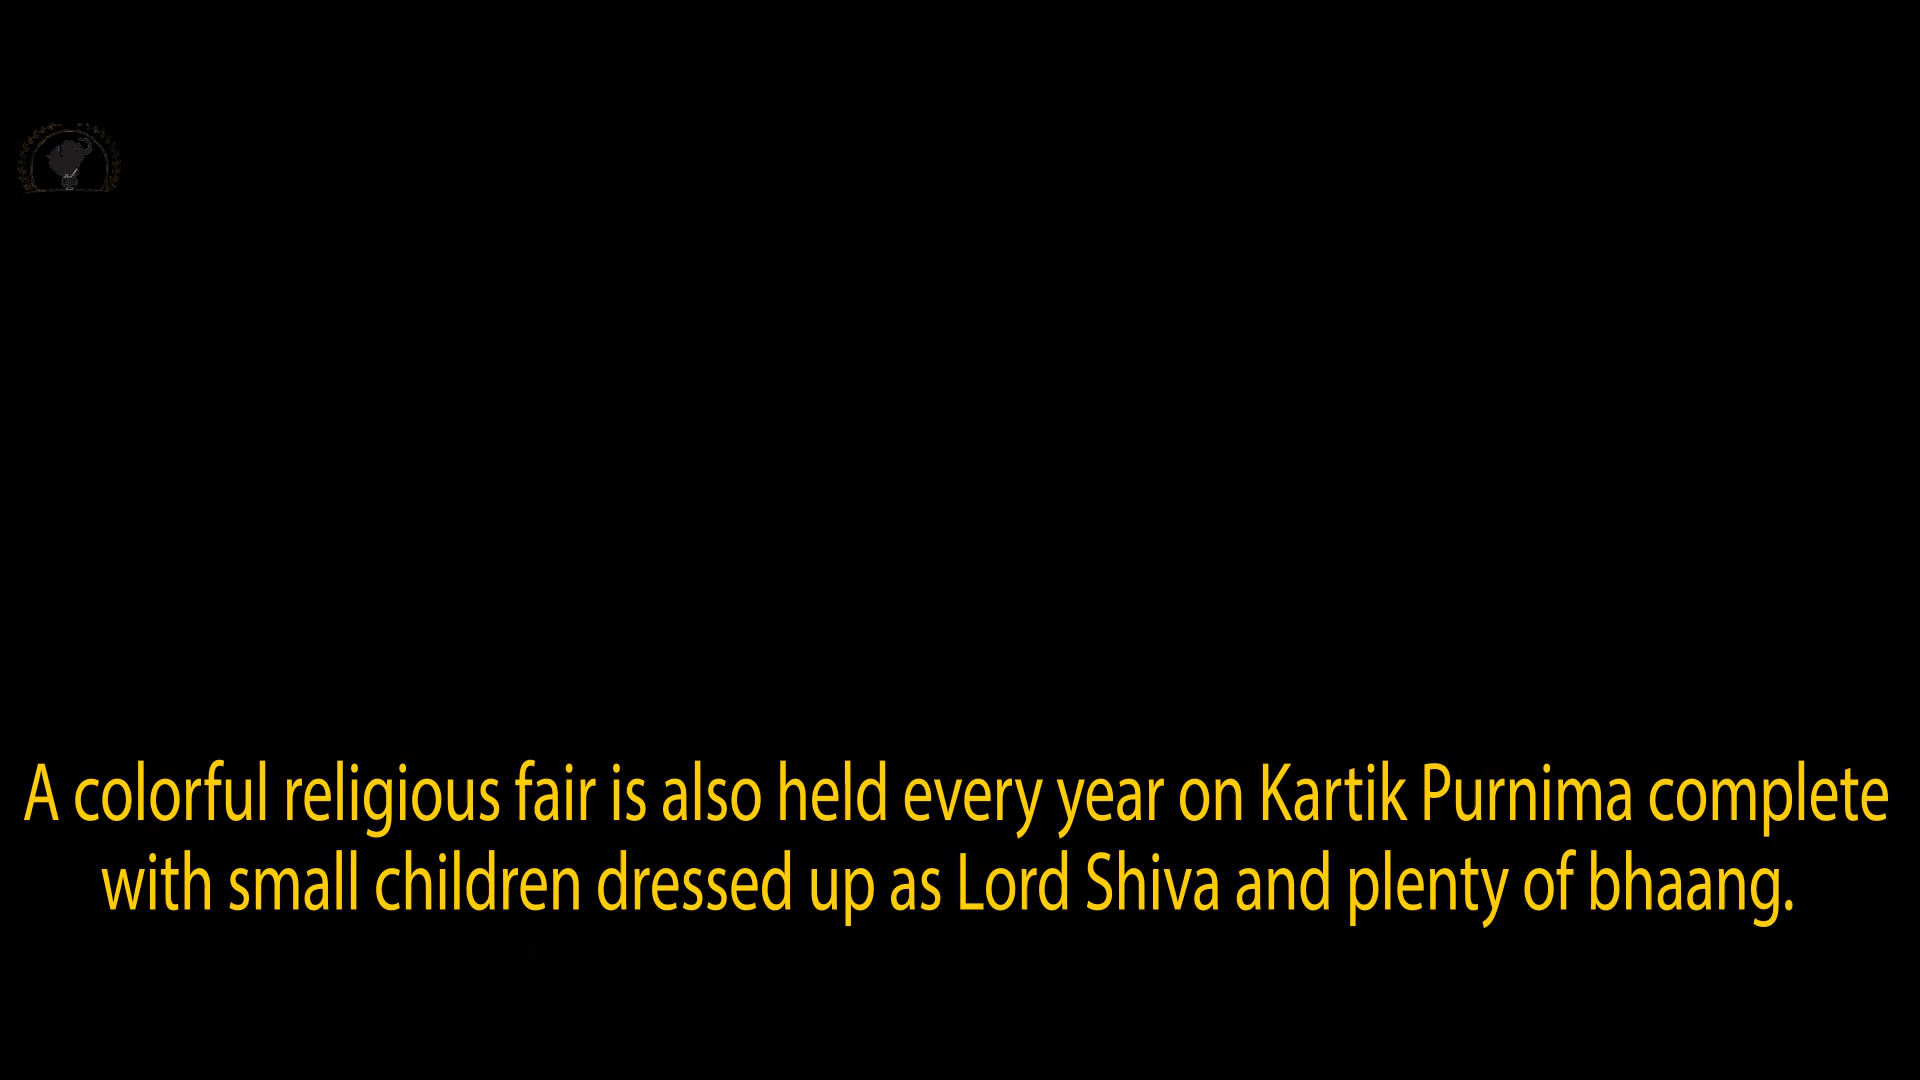 A colorful religious fair is also held every year on Kartik Purnima complete
with small children dressed up as Lord Shiva and plenty of bhaang.